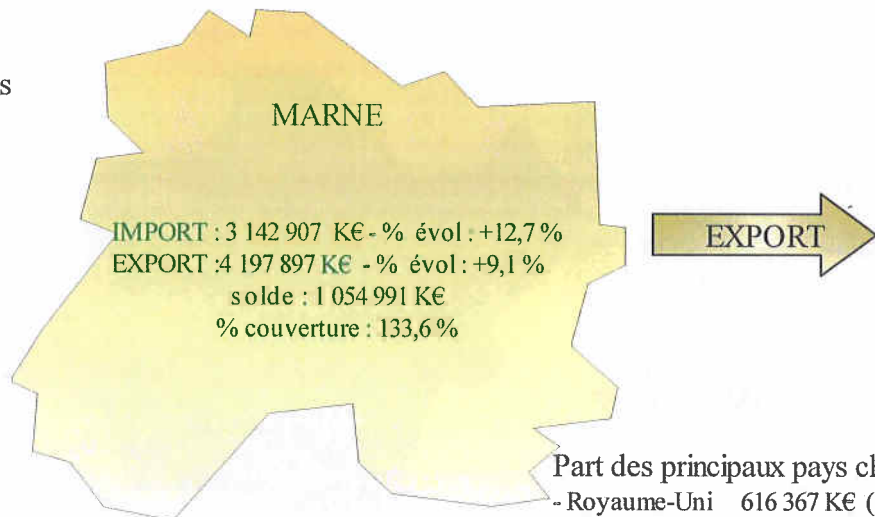 s
MARNE
IMPORT : 3 142 907 K€ - % évol : +12,7 %
EXPORT :4 197 897 K€ - % évol : +9,1 %
solde : 1 054 991 K€
% couverture : 133,6 %
EXPORT
Part des principaux pays cl
- Royaume-Uni 616 367 K€ (